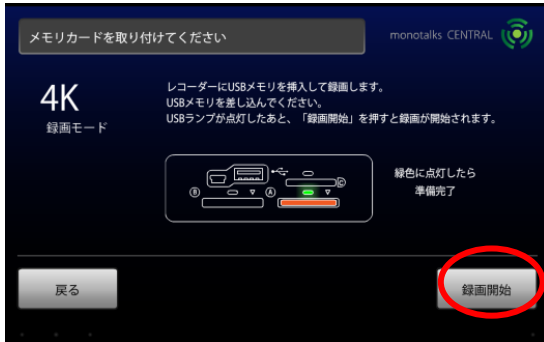 メモリカードを取り付けてください
monotalks CENTRAL
4K
録画モード
レコーダーにUSBメモリを挿入して録画します。
USBメモリを差し込んでください。
USBランプが点灯したあと、「録画開始」を押すと録画が開始されます。
Ⓑ Ⓐ Ⓒ
緑色に点灯したら
準備完了
戻る
録画開始